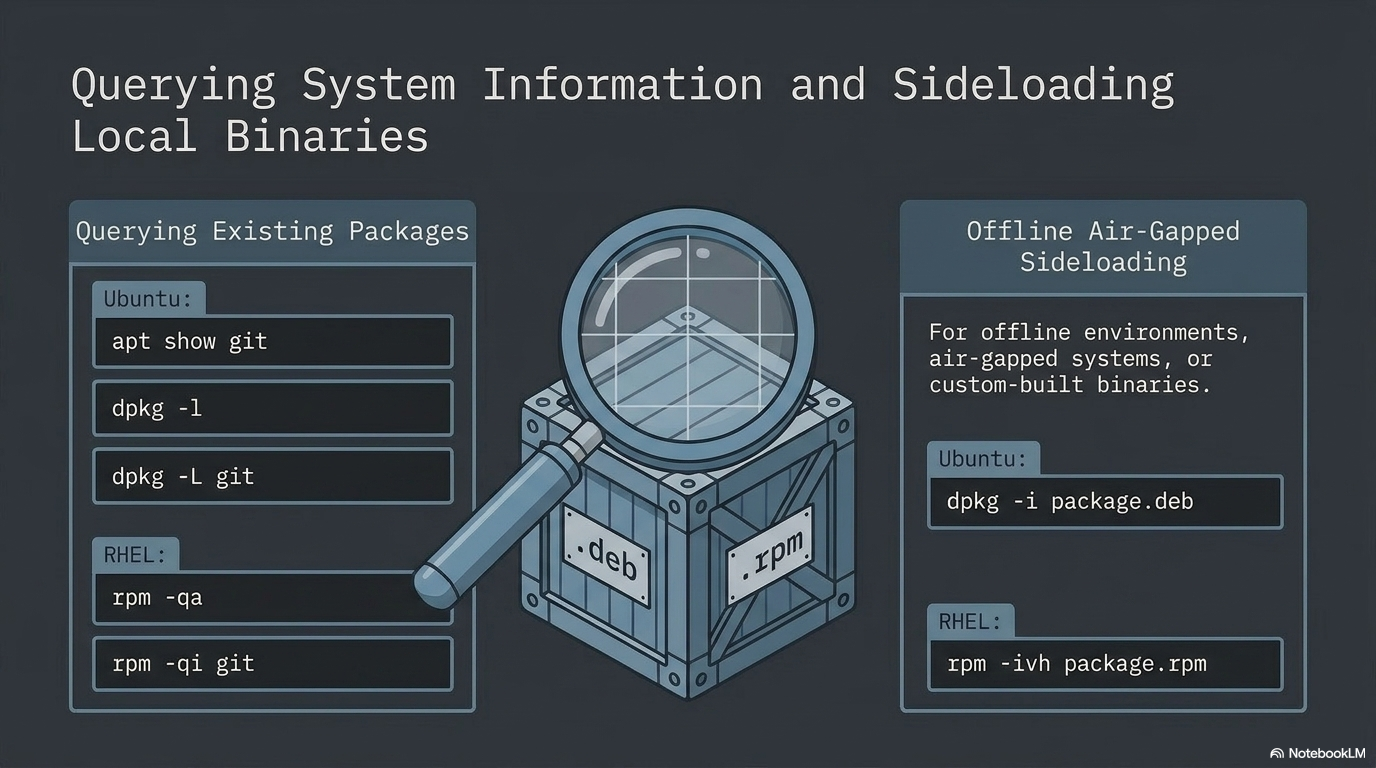 Querying System Information and Sideloading
Local Binaries
Querying Existing Packages
Ubuntu:
apt show git
dpkg -l
dpkg -L git
RHEL:
rpm -qa
rpm -qi git
.deb
.rpm
Offline Air-Gapped
Sideloading
For offline environments,
air-gapped systems, or
custom-built binaries.
Ubuntu:
dpkg -i package.deb
RHEL:
rpm -ivh package.rpm
NotebookLM